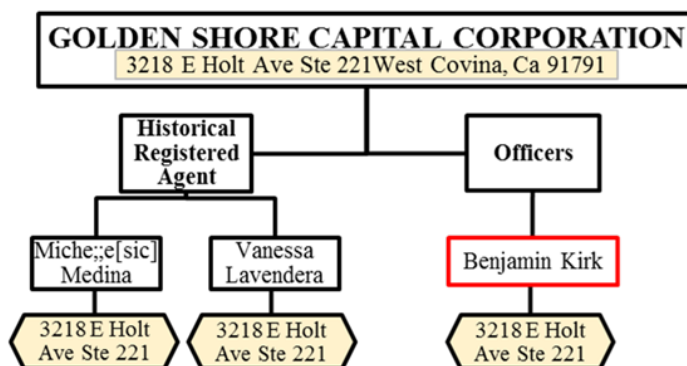 GOLDEN SHORE CAPITAL CORPORATION
3218 E Holt Ave Ste 221West Covina, Ca 91791
Historical
Registered
Agent
Officers
Miche;;e[sic]
Medina
Vanessa
Lavendera
Benjamin Kirk
3218 E Holt
Ave Ste 221
3218 E Holt
Ave Ste 221
3218 E Holt
Ave Ste 221